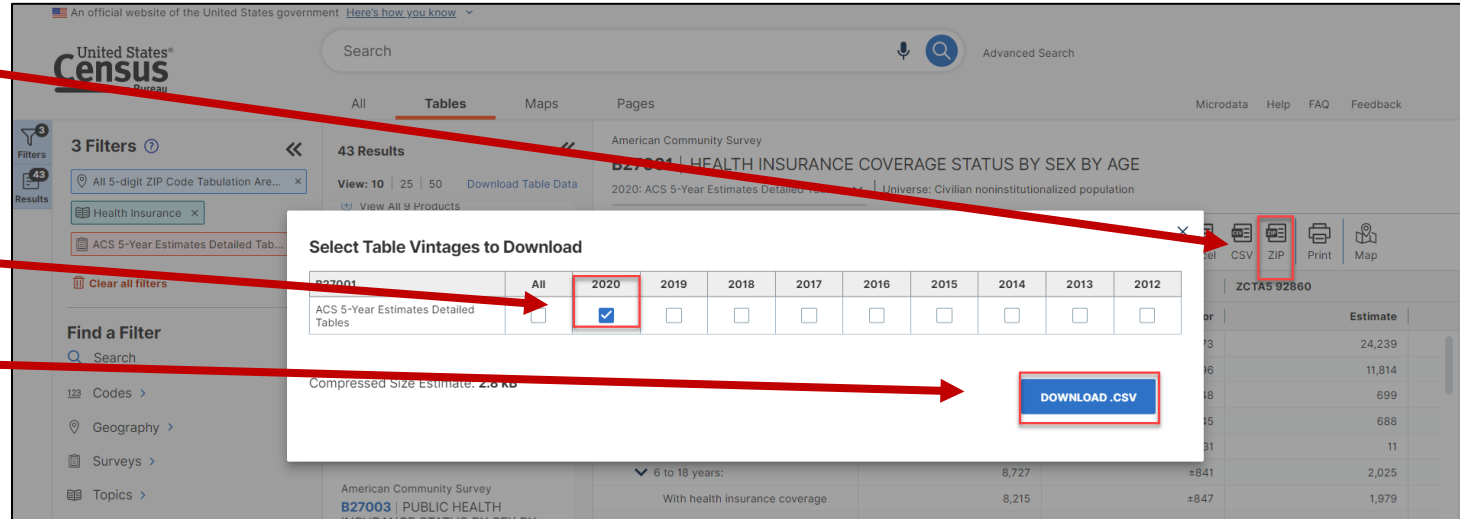 An official website of the United States government Here's how you know
United States®
Census
Bureau
Search
Advanced Search
All Tables Maps Pages
Microdata Help FAQ Feedback
3
Filters
43
Results
3 Filters
All 5-digit ZIP Code Tabulation Are... ×
Health Insurance ×
ACS 5-Year Estimates Detailed Tab...
Clear all filters
Find a Filter
Search
123 Codes >
Geography >
Surveys >
Topics >
43 Results
View: 10 | 25 | 50 Download Table Data
View All 9 Products
American Community Survey
B27003 | PUBLIC HEALTH
INSURANCE STATUS BY SEX BY
American Community Survey
B27001 | HEALTH INSURANCE COVERAGE STATUS BY SEX BY AGE
2020: ACS 5-Year Estimates Detailed Tables | Universe: Civilian noninstitutionalized population
CSV ZIP Print Map
ZCTA5 92860
Estimate
24,239
11,814
699
688
11
6 to 18 years: 8,727 ±841 2,025
With health insurance coverage 8,215 ±847 1,979
Select Table Vintages to Download ×
B27001 All 2020 2019 2018 2017 2016 2015 2014 2013 2012
ACS 5-Year Estimates Detailed
Tables
Compressed Size Estimate: 2.8 kB
DOWNLOAD .CSV